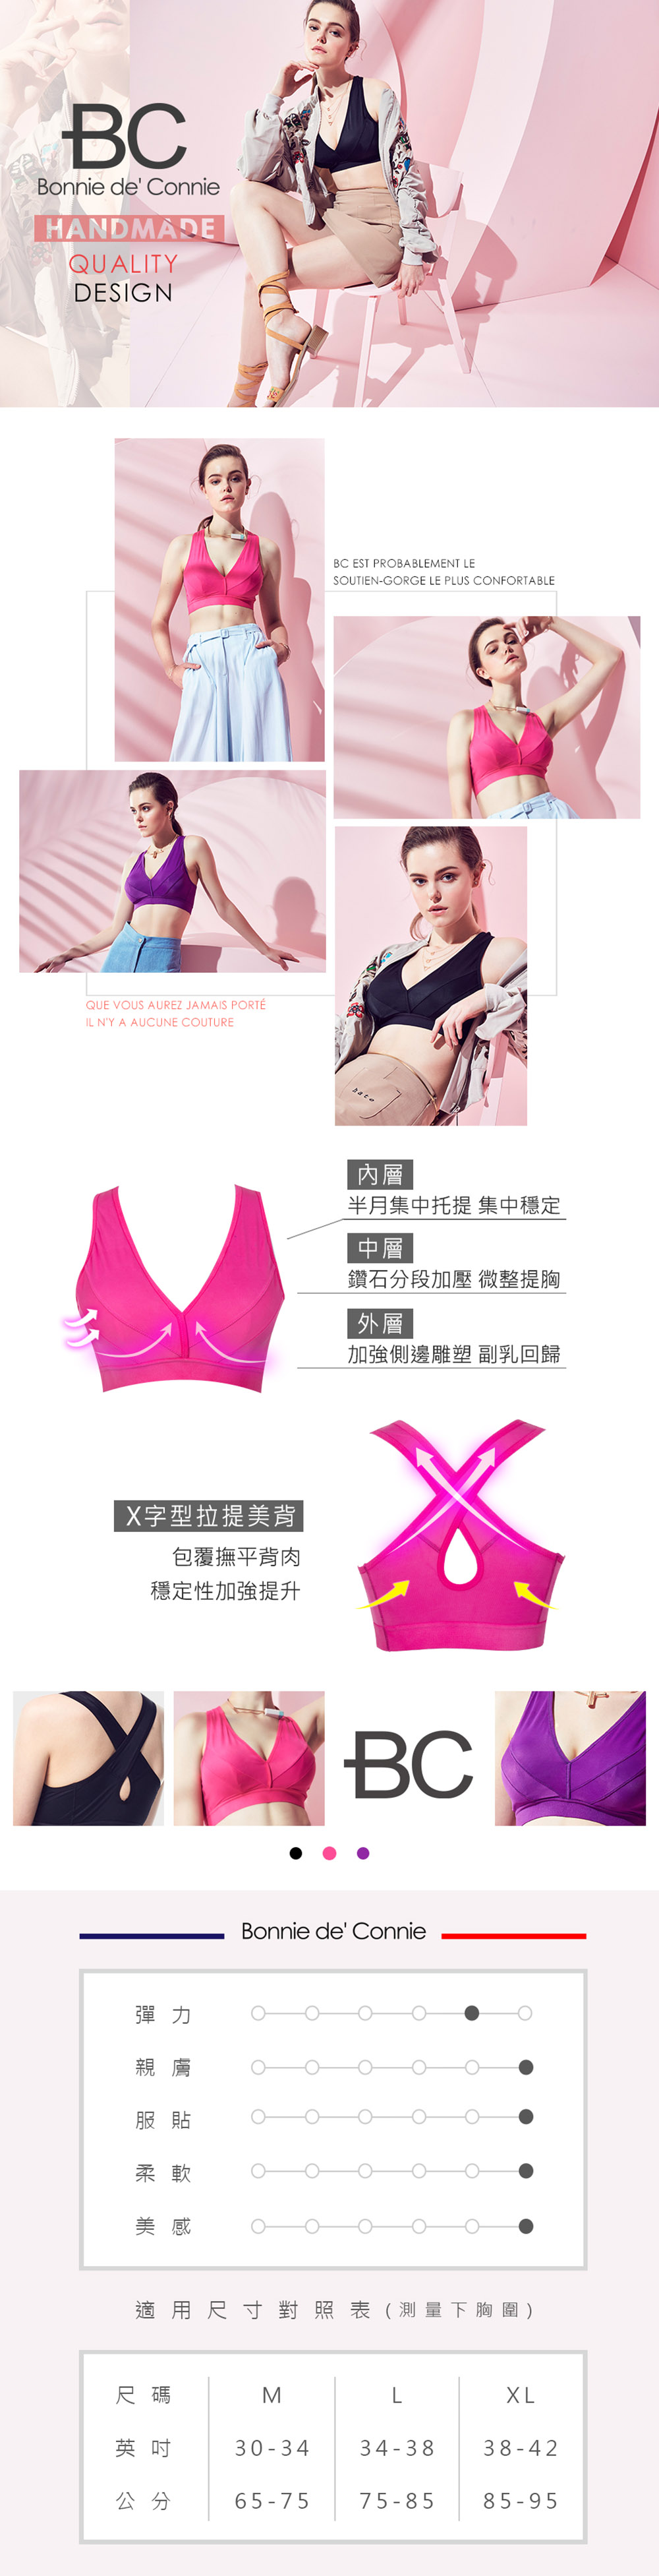 BC
Bonnie de' Connie
HANDMADE
QUALITY
DESIGN
BC EST PROBABLEMENT LE
SOUTIEN-GORGE LE PLUS CONFORTABLE
QUE VOUS AUREZ JAMAIS PORTÉ
IL N'Y A AUCUNE COUTURE
bato
內層
半月集中托提 集中穩定
中層
鑽石分段加壓 微整提胸
外層
加強側邊雕塑 副乳回歸
X字型拉提美背
包覆撫平背肉
穩定性加強提升
BC
Bonnie de' Connie
彈 力
親 膚
服 貼
柔 軟
美 感
適 用 尺 寸 對 照 表 ( 測 量 下 胸 圍 )
尺 碼 M L XL
英 吋 30-34 34-38 38-42
公 分 65-75 75-85 85-95